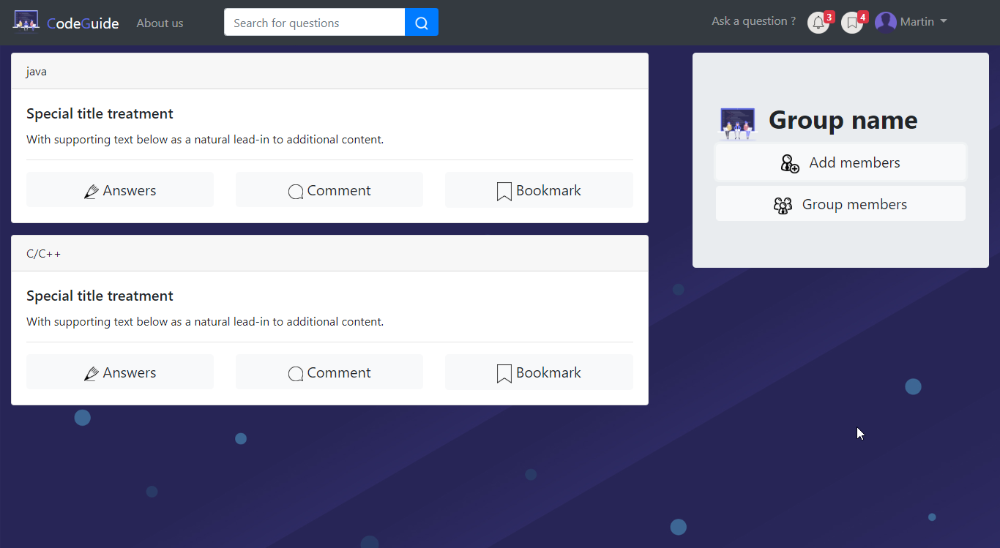 CodeGuide About us Search for questions Ask a question ? 3 4 Martin
java
Special title treatment
With supporting text below as a natural lead-in to additional content.
Answers Comment Bookmark
C/C++
Special title treatment
With supporting text below as a natural lead-in to additional content.
Answers Comment Bookmark
Group name
Add members
Group members